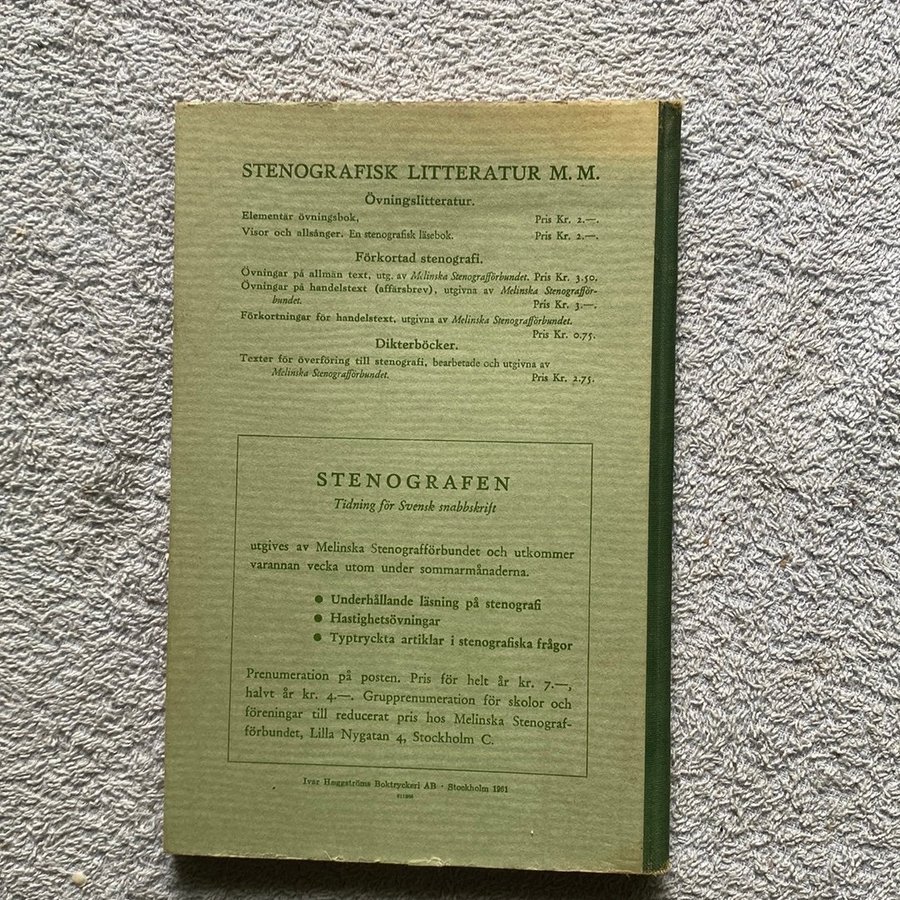 STENOGRAFISK LITTERATUR M. M.
Övningslitteratur.
Elementär övningsbok, Pris Kr. 2.—.
Visor och allsånger. En stenografisk läsebok. Pris Kr. 2.—.
Förkortad stenografi.
Övningar på allmän text, utg. av Melinska Stenografförbundet. Pris Kr. 3.50.
Övningar på handelstext (affärsbrev), utgivna av Melinska Stenografför-
bundet. Pris Kr. 3.—.
Förkortningar för handelstext, utgivna av Melinska Stenografförbundet.
Pris Kr. 0.75.
Dikterböcker.
Texter för överföring till stenografi, bearbetade och utgivna av
Melinska Stenografförbundet. Pris Kr. 2.75.
STENOGRAFEN
Tidning för Svensk snabbskrift
utgives av Melinska Stenografförbundet och utkommer
varannan vecka utom under sommarmånaderna.
● Underhållande läsning på stenografi
● Hastighetsövningar
● Typtryckta artiklar i stenografiska frågor
Prenumeration på posten. Pris för helt år kr. 7.—,
halvt år kr. 4.—. Grupprenumeration för skolor och
föreningar till reducerat pris hos Melinska Stenograf-
förbundet, Lilla Nygatan 4, Stockholm C.
Ivar Hæggströms Boktryckeri AB · Stockholm 1961